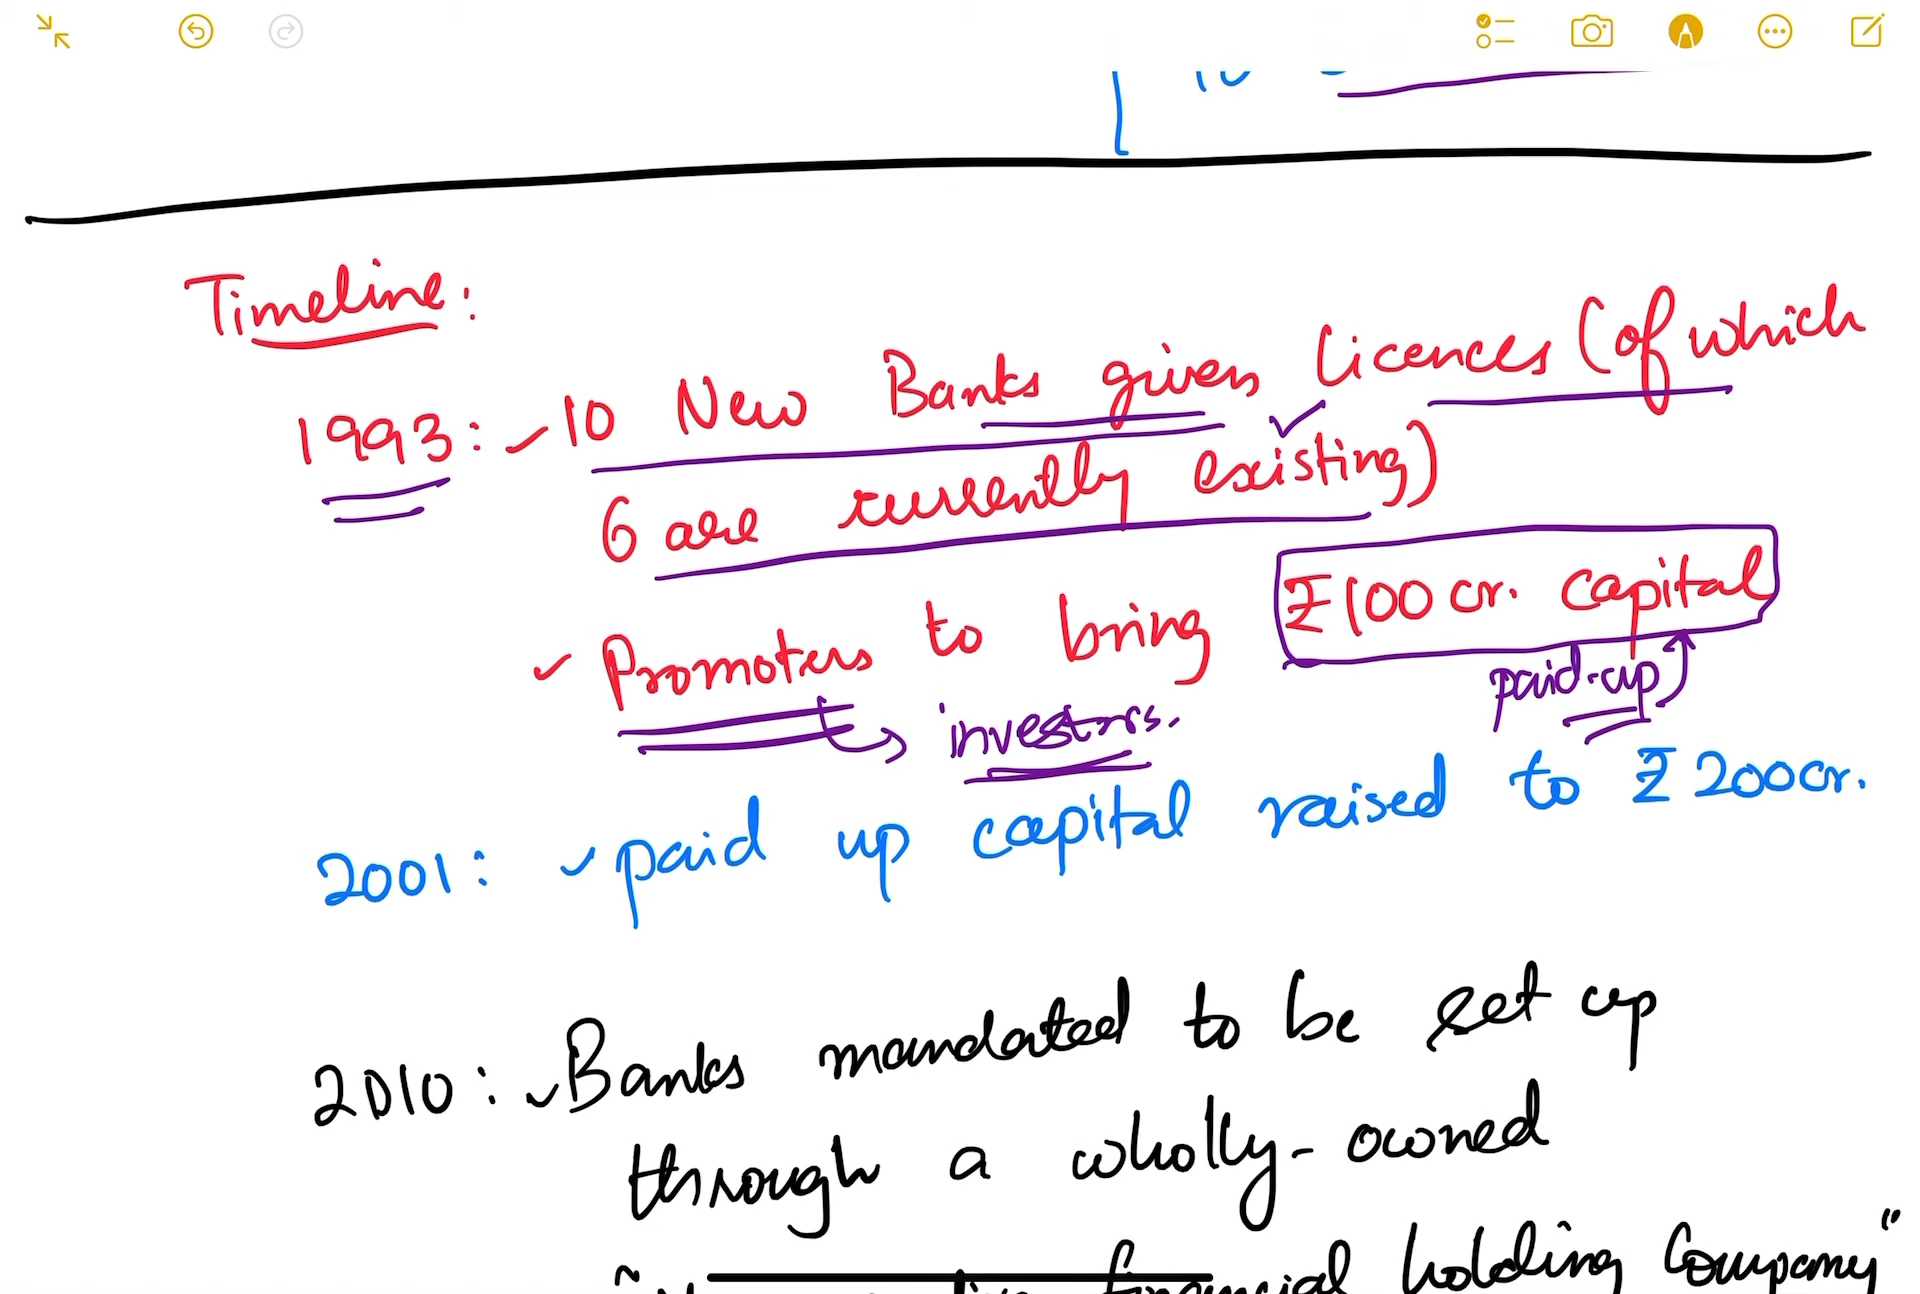 Timeline:
1993: - 10 New Banks given licences (of which
6 are currently existing)
Promoters to bring ₹100 cr. capital
investors.
paid-up
2001: paid up capital raised to ₹200cr.
2010: Banks mandated to be set up
through a wholly-owned
financial holding Company"